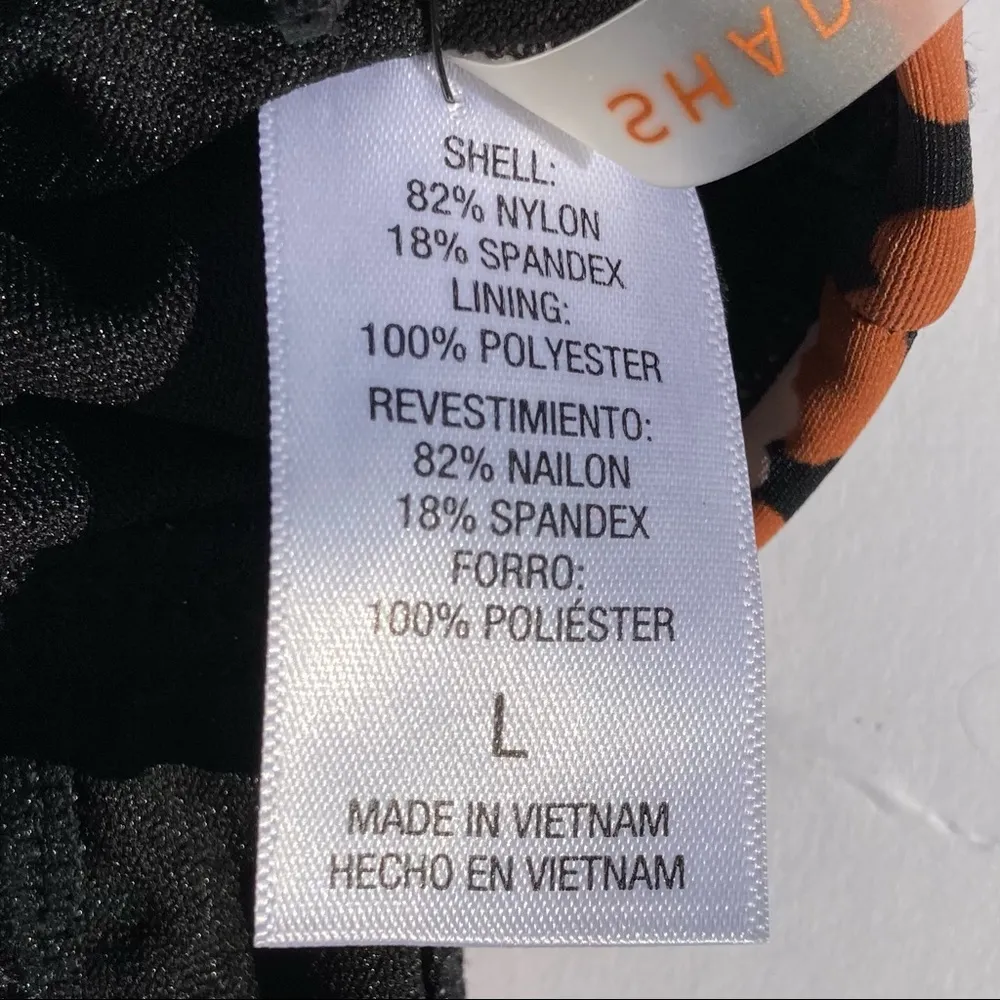 SHELL:
82% NYLON
18% SPANDEX
LINING:
100% POLYESTER
REVESTIMIENTO:
82% NAILON
18% SPANDEX
FORRO:
100% POLIÉSTER
L
MADE IN VIETNAM
HECHO EN VIETNAM